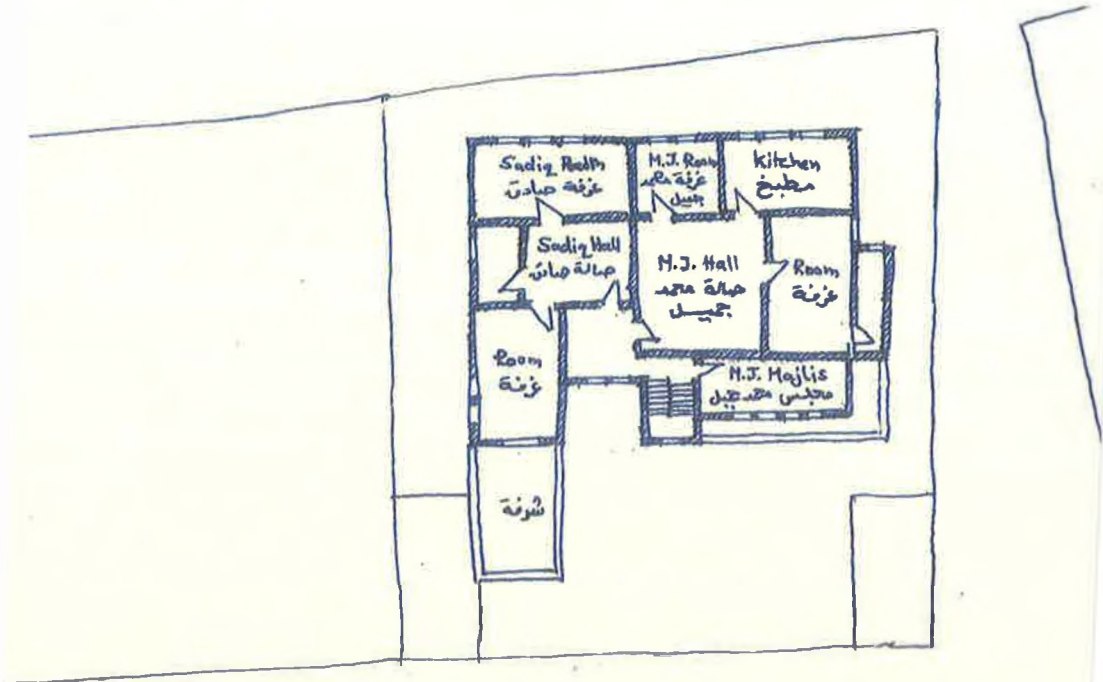 Sadiq Room
غرفة صادق
M.J. Room
غرفة محمد
جميل
Kitchen
مطبخ
Sadiq Hall
صالة صادق
M.J. Hall
صالة محمد
جميل
Room
غرفة
Room
غرفة
M.J. Majlis
مجلس محمد جميل
شرفة